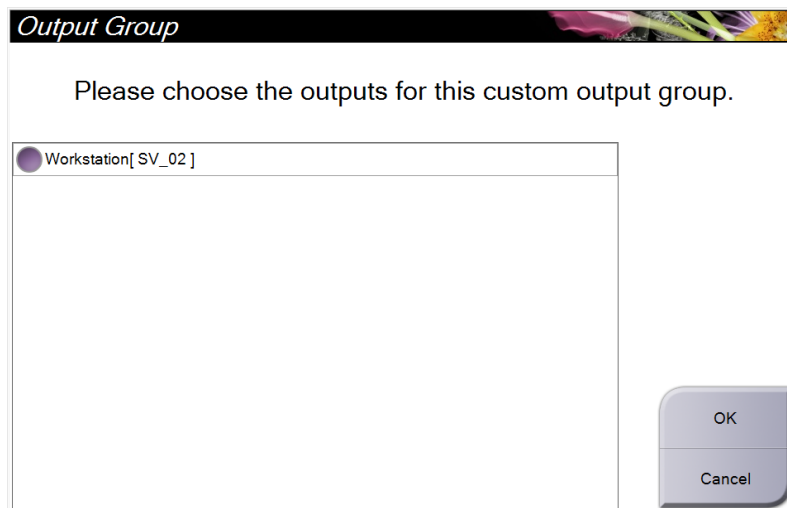 Output Group
Please choose the outputs for this custom output group.
Workstation[ SV_02 ]
OK
Cancel